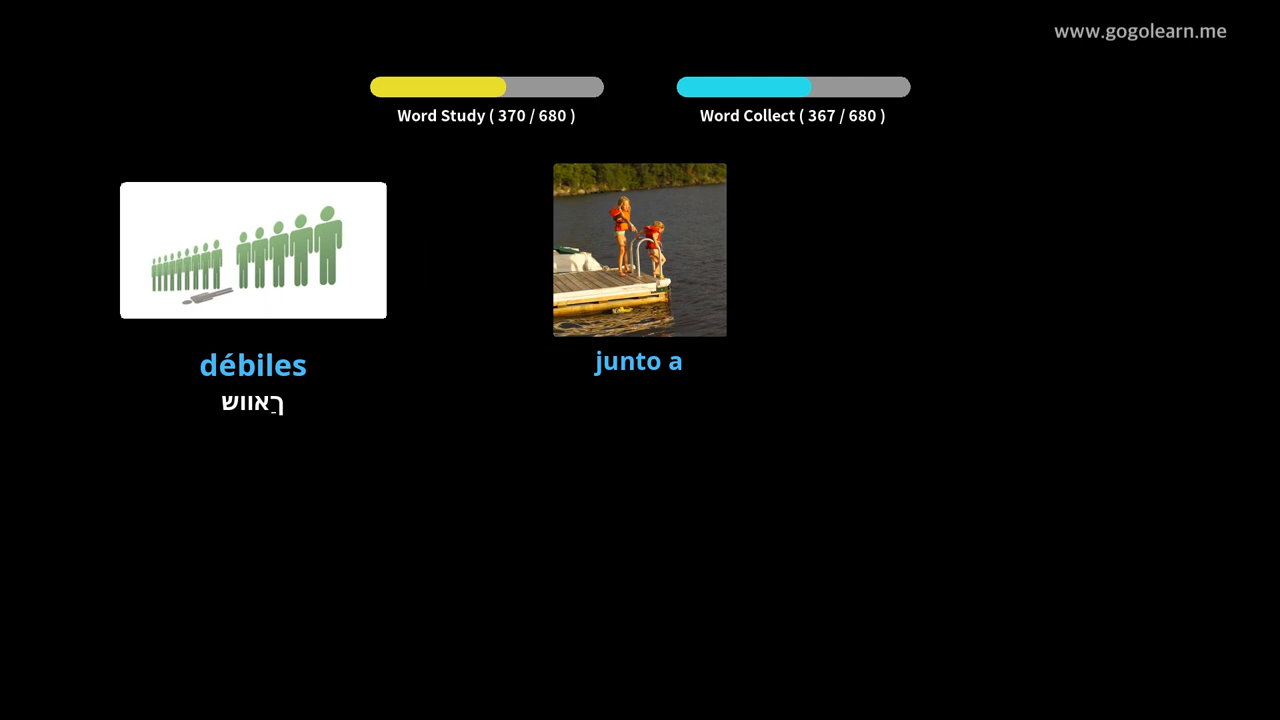 www.gogolearn.me
Word Study ( 370 / 680 )
Word Collect ( 367 / 680 )
débiles
ךַאווש
junto a